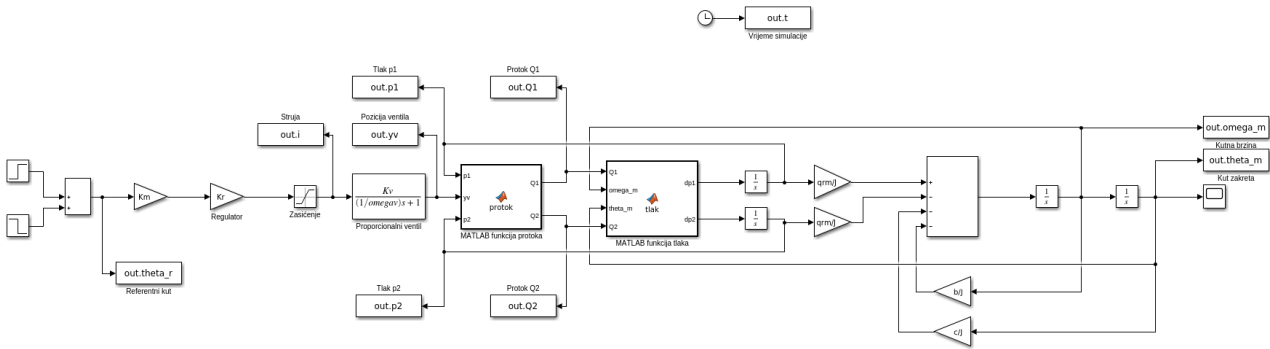 out.t
Vrijeme simulacije
Tlak p1
out.p1
Protok Q1
out.Q1
Struja
out.i
Pozicija ventila
out.yv
out.omega_m
Kutna brzina
out.theta_m
Kut zakreta
+
+
Km
Kr
Regulator
Zasićenje
Kv
(1/omegav)s+1
Proporcionalni ventil
p1
yv
p2
Q1
Q2
protok
MATLAB funkcija protoka
Q1
omega_m
theta_m
Q2
dp1
dp2
tlak
MATLAB funkcija tlaka
1
s
1
s
qrm/J
qrm/J
+
−
−
−
1
s
1
s
out.theta_r
Referentni kut
Tlak p2
out.p2
Protok Q2
out.Q2
b/J
c/J